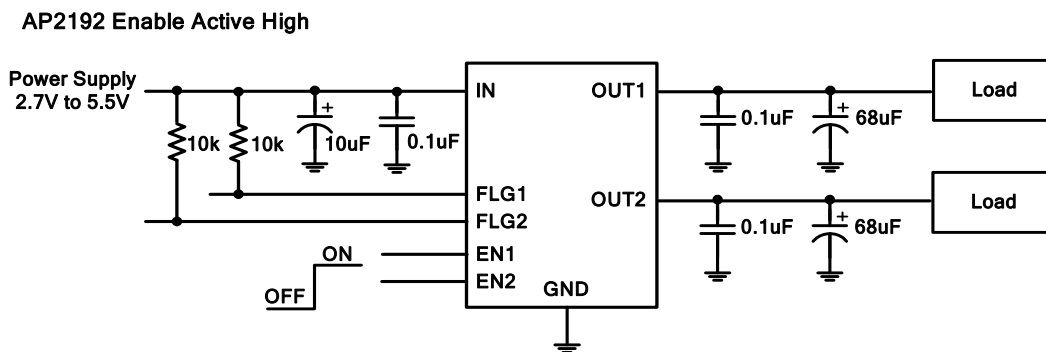 AP2192 Enable Active High
Power Supply
2.7V to 5.5V
10k
10k
+
10uF
0.1uF
IN
FLG1
FLG2
EN1
EN2
GND
OUT1
OUT2
0.1uF
+
68uF
Load
0.1uF
+
68uF
Load
ON
OFF